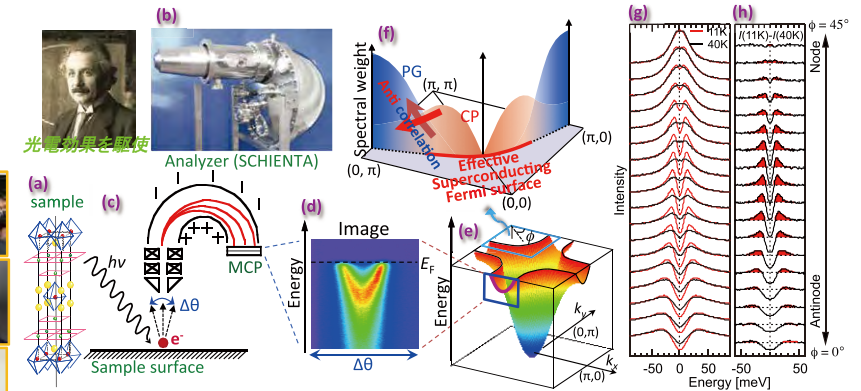 光電効果を駆使
(b)
Analyzer (SCHIENTA)
(a)
sample
(c)
hν
MCP
Δθ
e-
Sample surface
(d)
Image
Energy
E_F
Δθ
(e)
ϕ
Energy
k_y
(0,π)
k_x
(π,0)
(f)
Spectral weight
PG
(π, π)
CP
Anti correlation
(π,0)
(0, π)
Effective
Superconducting
Fermi surface
(0,0)
(g)
11K
40K
Intensity
-50 0 50
(h)
I(11K)-I(40K)
-50 0 50
Energy [meV]
ϕ = 45°
Node
Antinode
ϕ = 0°